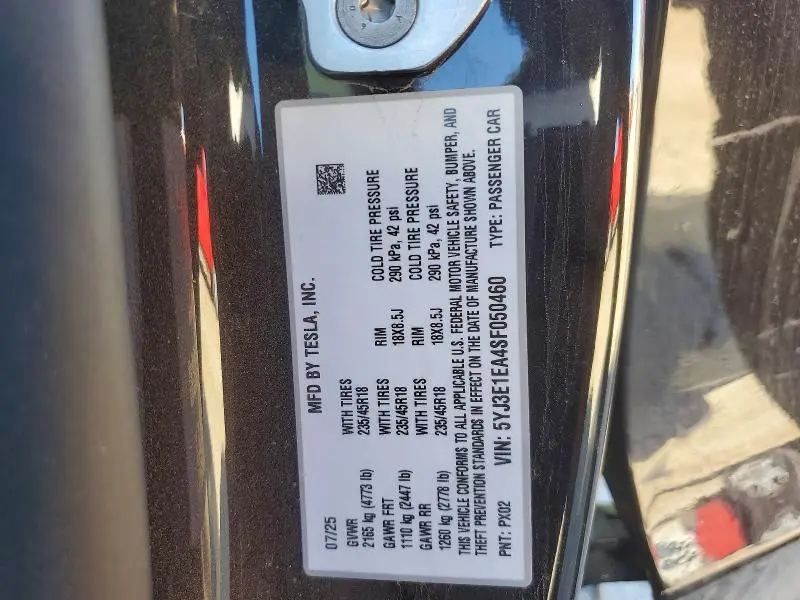 MFD BY TESLA, INC.
07/25
GVWR WITH TIRES RIM COLD TIRE PRESSURE
2165 kg (4773 lb) 235/45R18 18X8.5J 290 kPa, 42 psi
GAWR FRT WITH TIRES RIM COLD TIRE PRESSURE
1110 kg (2447 lb) 235/45R18 18X8.5J 290 kPa, 42 psi
GAWR RR WITH TIRES
1260 kg (2778 lb) 235/45R18
THIS VEHICLE CONFORMS TO ALL APPLICABLE U.S. FEDERAL MOTOR VEHICLE SAFETY, BUMPER, AND
THEFT PREVENTION STANDARDS IN EFFECT ON THE DATE OF MANUFACTURE SHOWN ABOVE.
PNT: PX02 VIN: 5YJ3E1EA4SF050460 TYPE: PASSENGER CAR